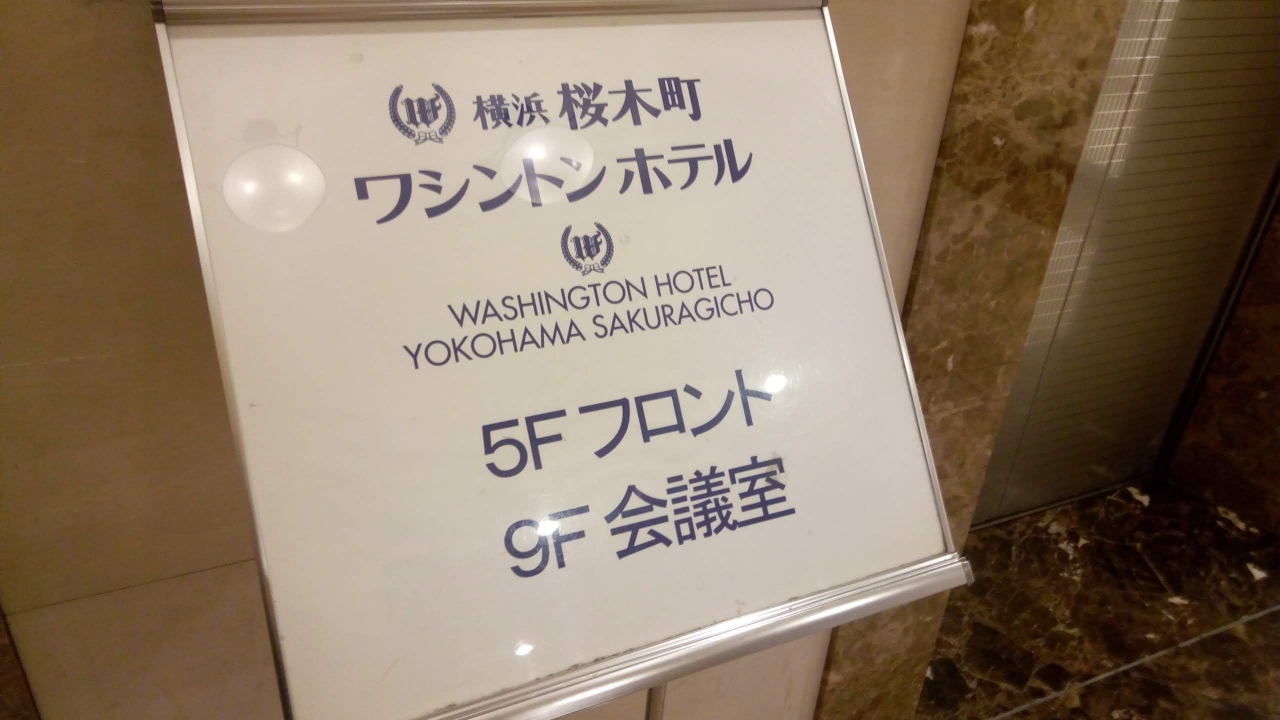 横浜 桜木町
ワシントンホテル
WASHINGTON HOTEL
YOKOHAMA SAKURAGICHO
5F フロント
9F 会議室